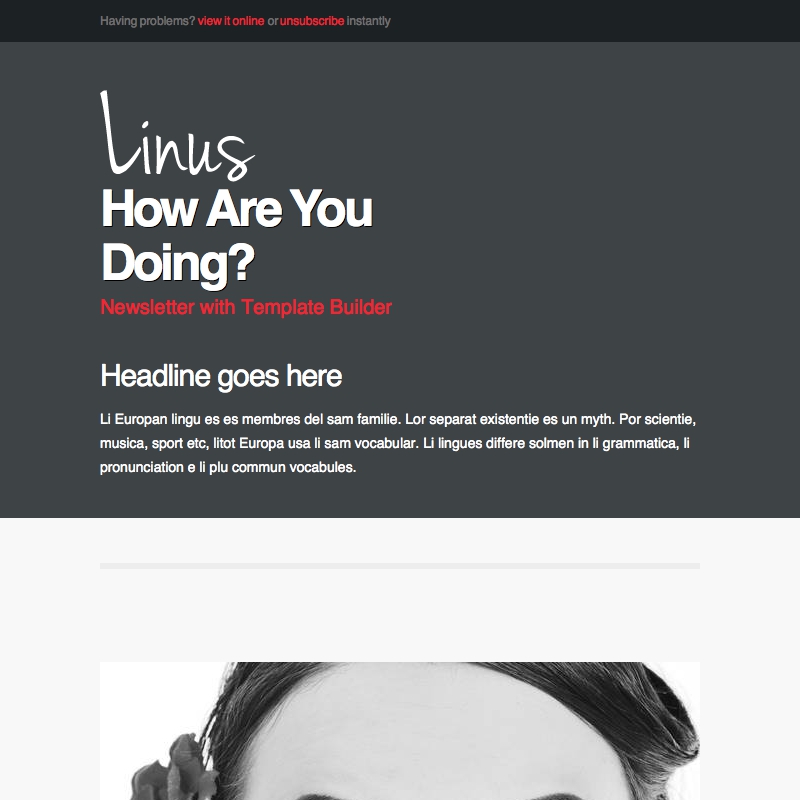 Having problems? view it online or unsubscribe instantly
Linus
How Are You
Doing?
Newsletter with Template Builder
Headline goes here
Li Europan lingu es es membres del sam familie. Lor separat existentie es un myth. Por scientie,
musica, sport etc, litot Europa usa li sam vocabular. Li lingues differe solmen in li grammatica, li
pronunciation e li plu commun vocabules.